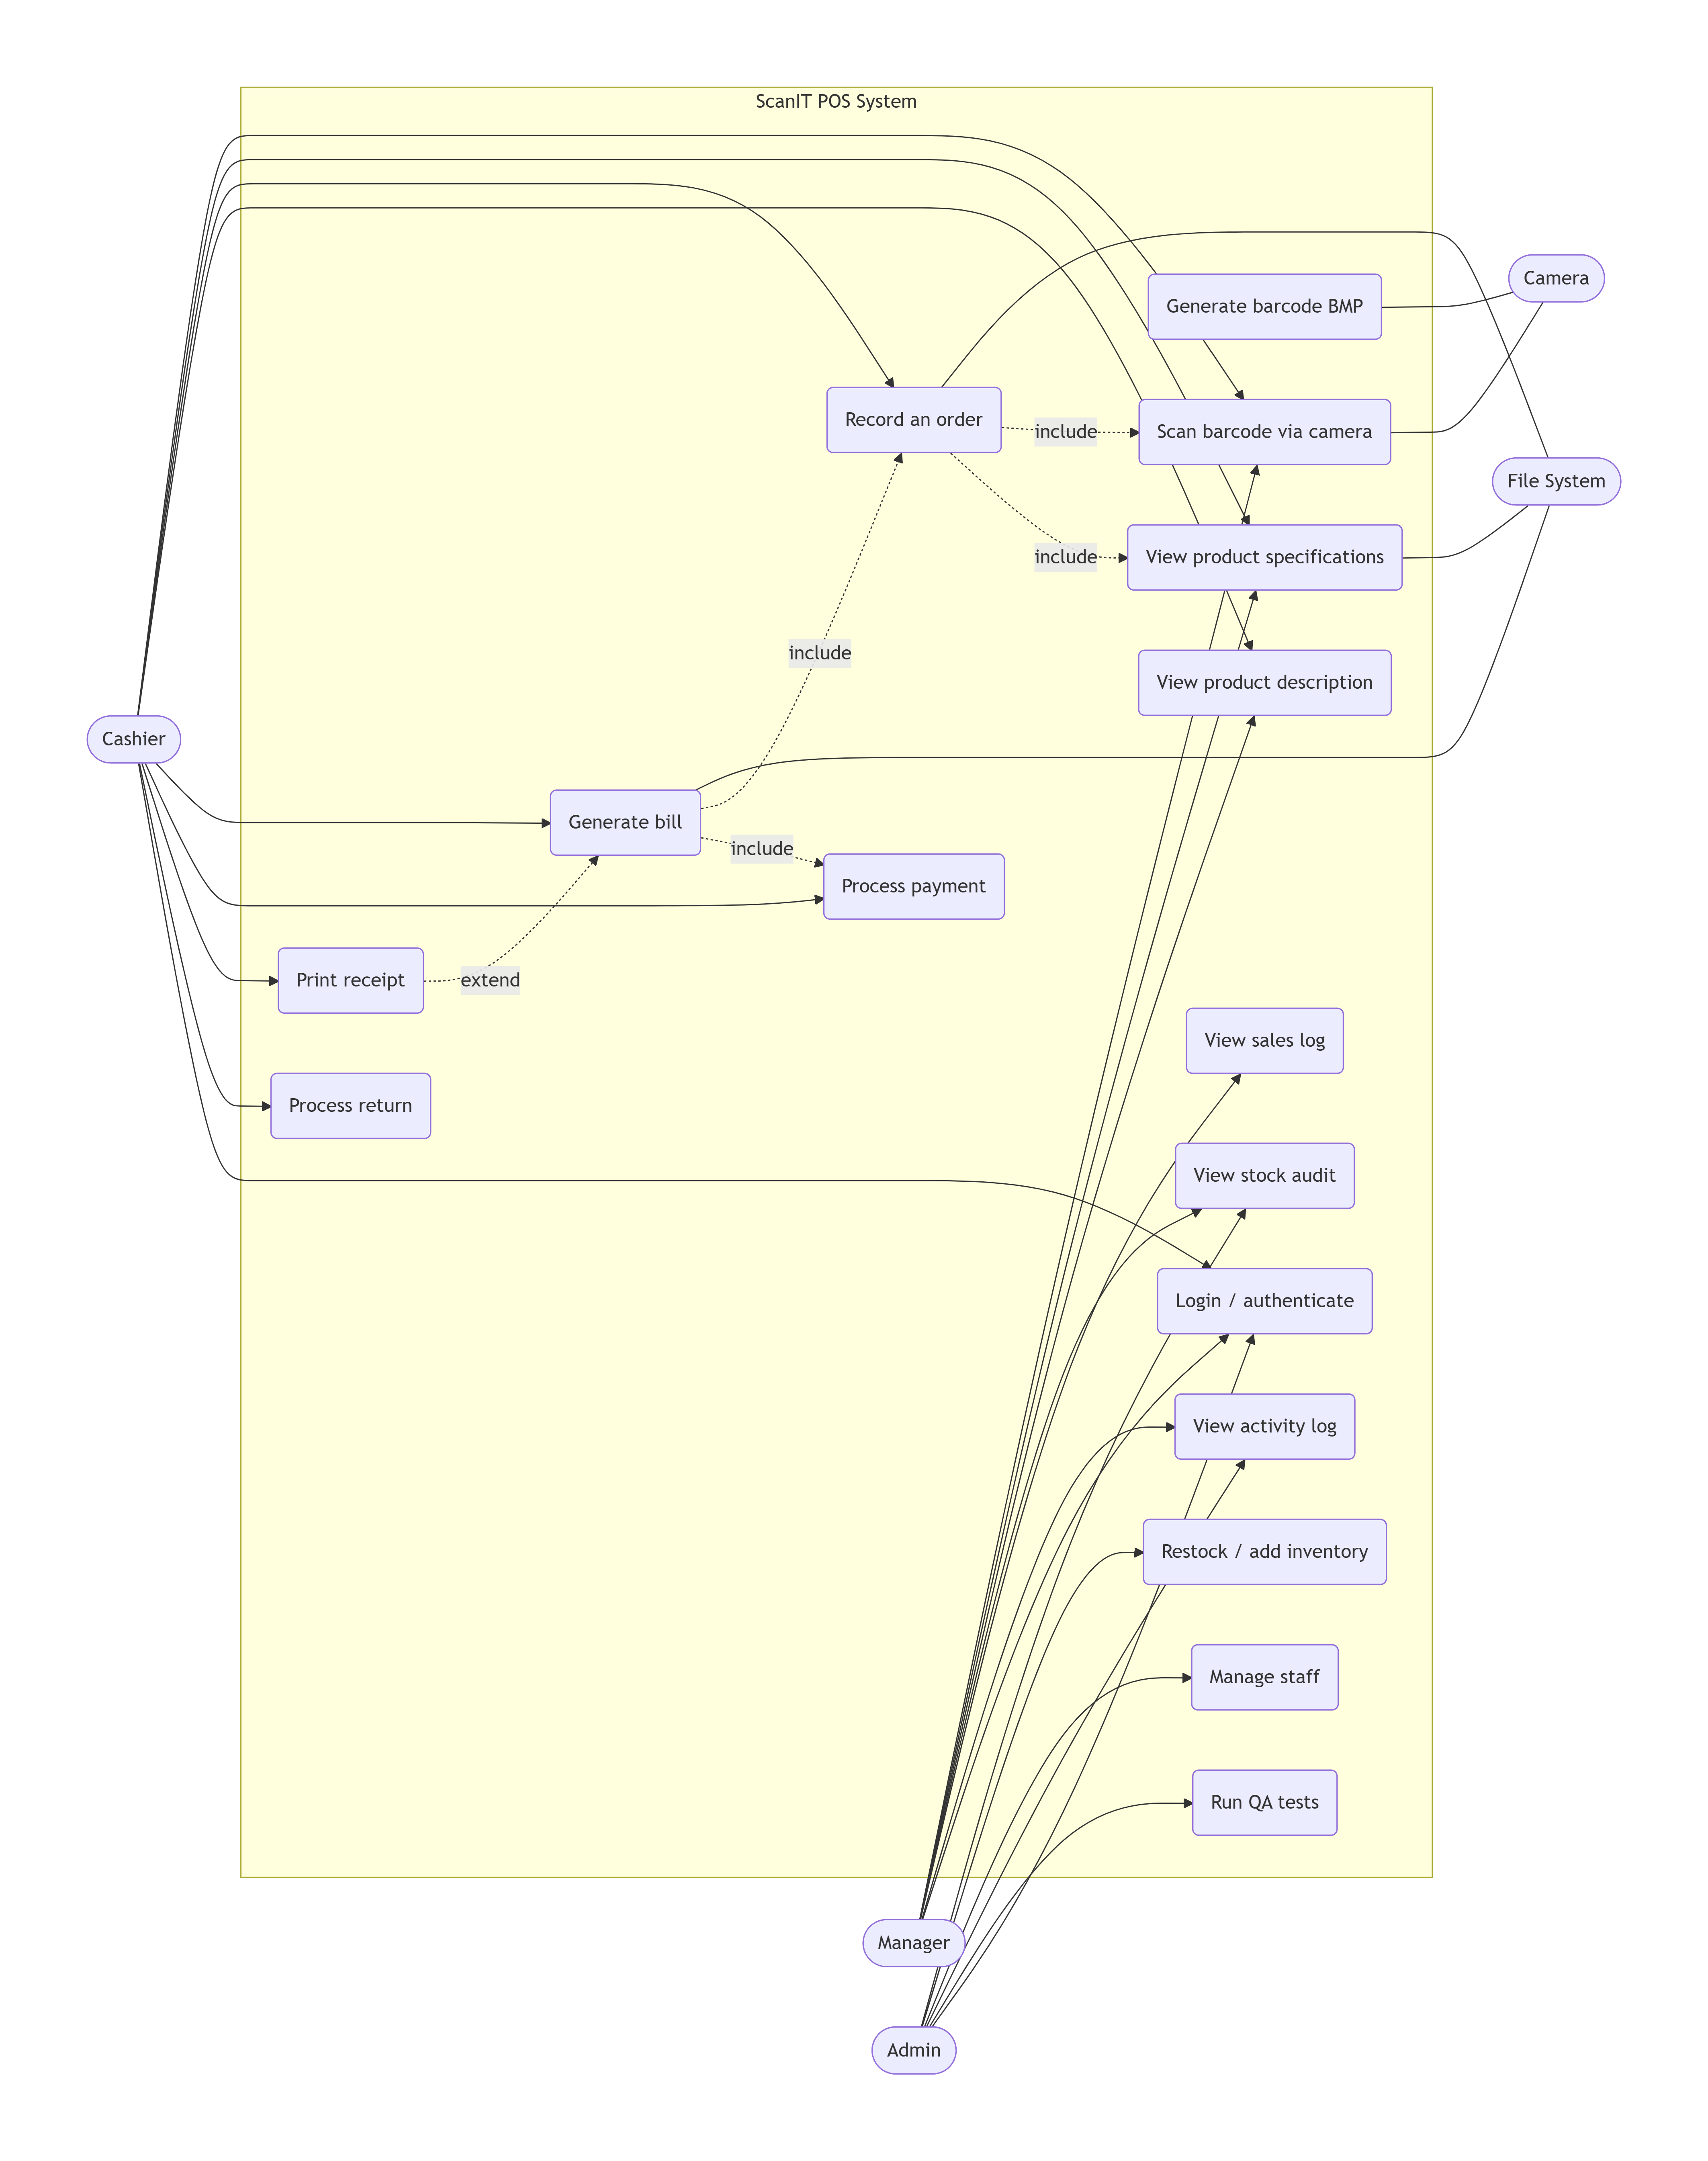 ScanIT POS System
Camera
Generate barcode BMP
Record an order
include
Scan barcode via camera
File System
include
View product specifications
include
View product description
Cashier
Generate bill
include
Process payment
Print receipt
extend
View sales log
Process return
View stock audit
Login / authenticate
View activity log
Restock / add inventory
Manage staff
Run QA tests
Manager
Admin